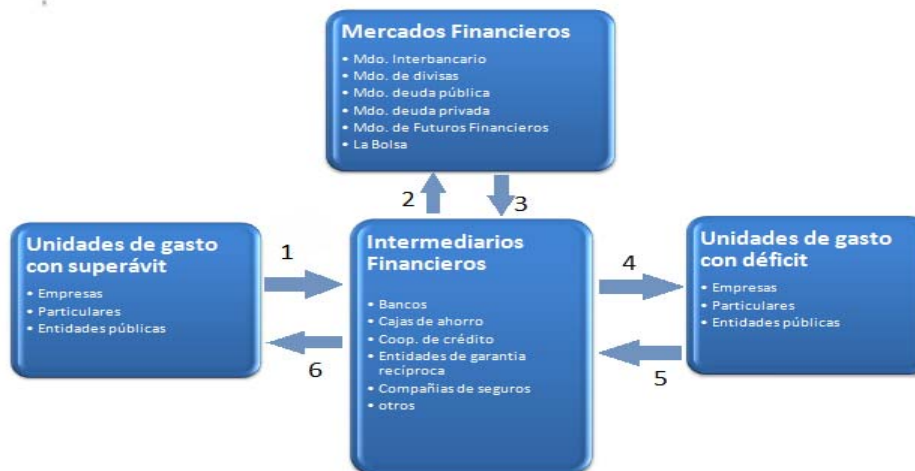 Mercados Financieros
• Mdo. Interbancario
• Mdo. de divisas
• Mdo. deuda pública
• Mdo. deuda privada
• Mdo. de Futuros Financieros
• La Bolsa
2
3
Unidades de gasto
con superávit
• Empresas
• Particulares
• Entidades públicas
1
6
Intermediarios
Financieros
• Bancos
• Cajas de ahorro
• Coop. de crédito
• Entidades de garantia
recíproca
• Compañias de seguros
• otros
4
5
Unidades de gasto
con déficit
• Empresas
• Particulares
• Entidades públicas